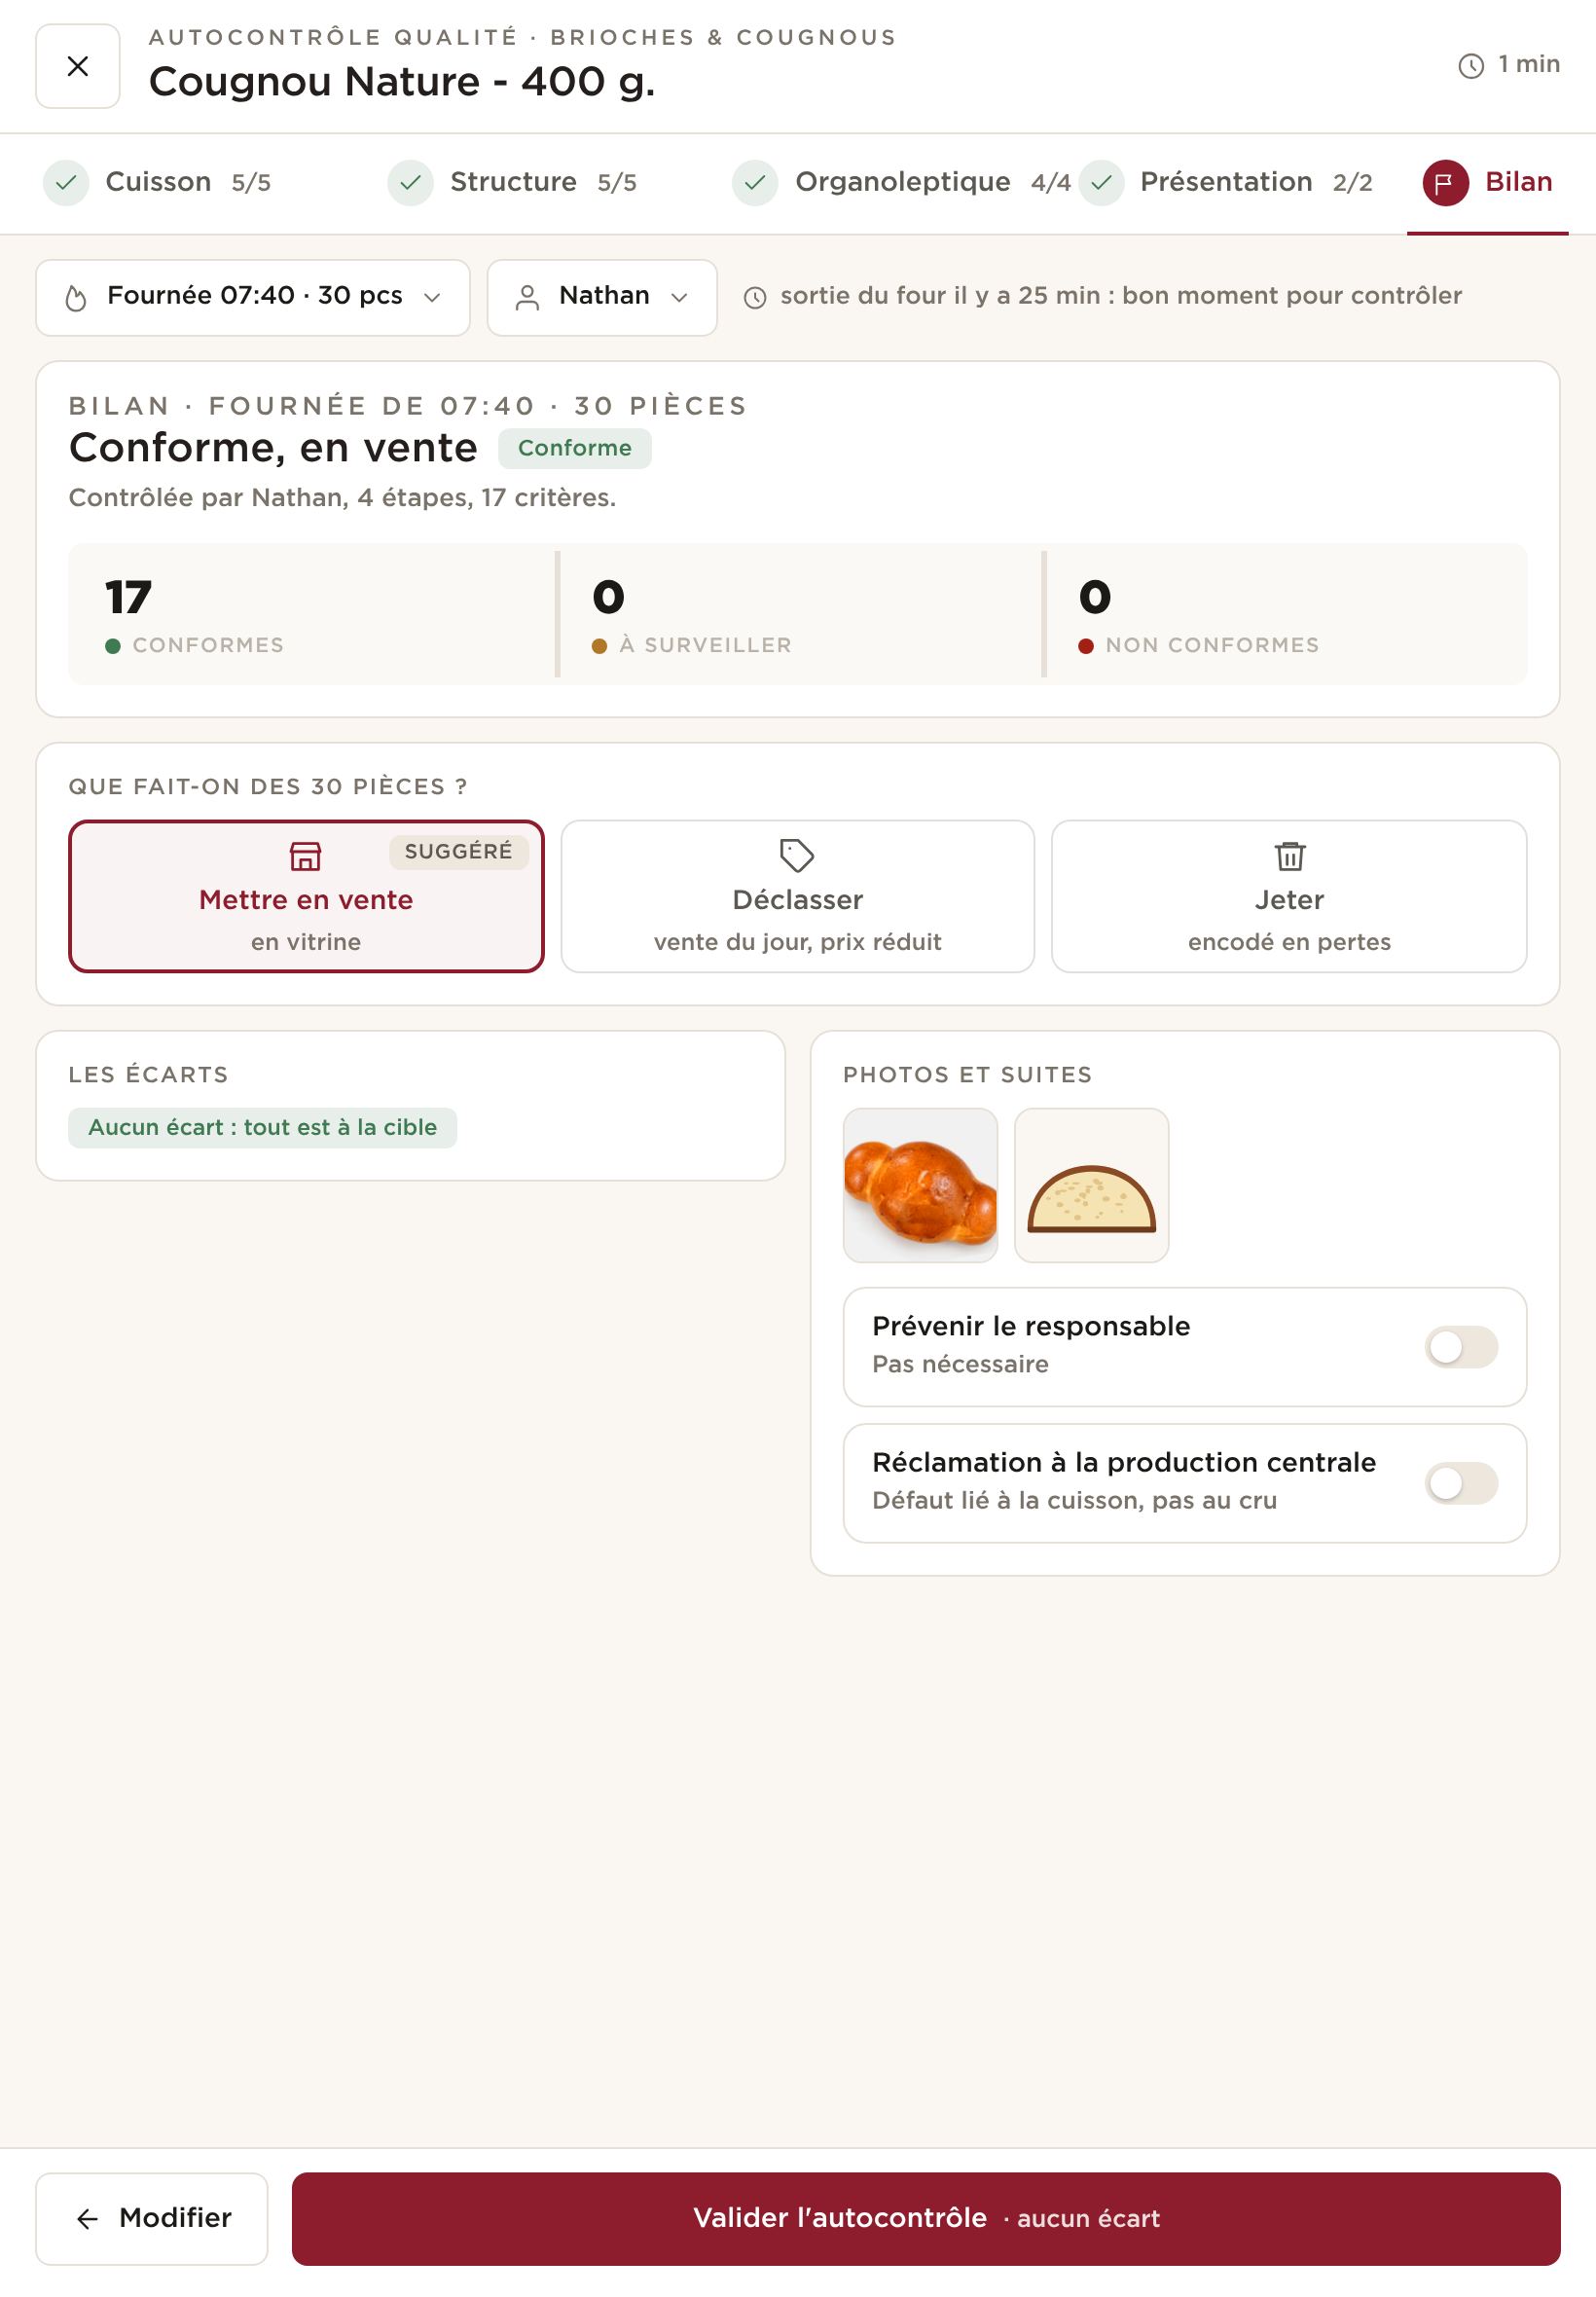 AUTOCONTRÔLE QUALITÉ · BRIOCHES & COUGNOUS
Cougnou Nature - 400 g.
1 min
Cuisson 5/5
Structure 5/5
Organoleptique 4/4
Présentation 2/2
Bilan
Fournée 07:40 · 30 pcs
Nathan
sortie du four il y a 25 min : bon moment pour contrôler
BILAN · FOURNÉE DE 07:40 · 30 PIÈCES
Conforme, en vente
Conforme
Contrôlée par Nathan, 4 étapes, 17 critères.
17
CONFORMES
0
À SURVEILLER
0
NON CONFORMES
QUE FAIT-ON DES 30 PIÈCES ?
SUGGÉRÉ
Mettre en vente
en vitrine
Déclasser
vente du jour, prix réduit
Jeter
encodé en pertes
LES ÉCARTS
Aucun écart : tout est à la cible
PHOTOS ET SUITES
Prévenir le responsable
Pas nécessaire
Réclamation à la production centrale
Défaut lié à la cuisson, pas au cru
Modifier
Valider l'autocontrôle · aucun écart